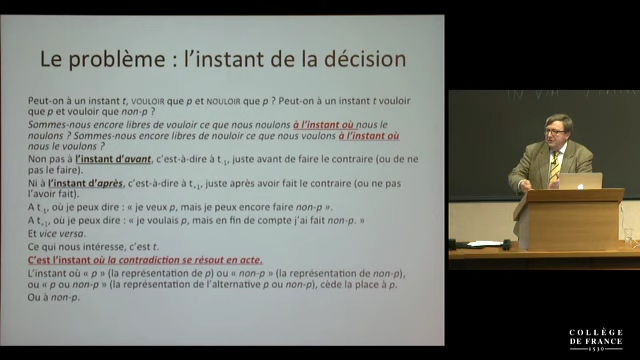 Le problème : l'instant de la décision
Peut-on à un instant t, VOULOIR que p et NOULOIR que p ? Peut-on à un instant t vouloir
que p et vouloir que non-p ?
Sommes-nous encore libres de vouloir ce que nous noulons à l'instant où nous le
noulons ? Sommes-nous encore libres de nouloir ce que nous voulons à l'instant où
nous le voulons ?
Non pas à l'instant d'avant, c'est-à-dire à t-1, juste avant de faire le contraire (ou de ne
pas le faire).
Ni à l'instant d'après, c'est-à-dire à t+1, juste après avoir fait le contraire (ou ne pas
l'avoir fait).
A t-1, où je peux dire : « je veux p, mais je peux encore faire non-p ».
A t+1, où je peux dire : « je voulais p, mais en fin de compte j'ai fait non-p. »
Et vice versa.
Ce qui nous intéresse, c'est t.
C'est l'instant où la contradiction se résout en acte.
L'instant où « p » (la représentation de p) ou « non-p » (la représentation de non-p),
ou « p ou non-p » (la représentation de l'alternative p ou non-p), cède la place à p.
Ou à non-p.
COLLÈGE
DE FRANCE
1530